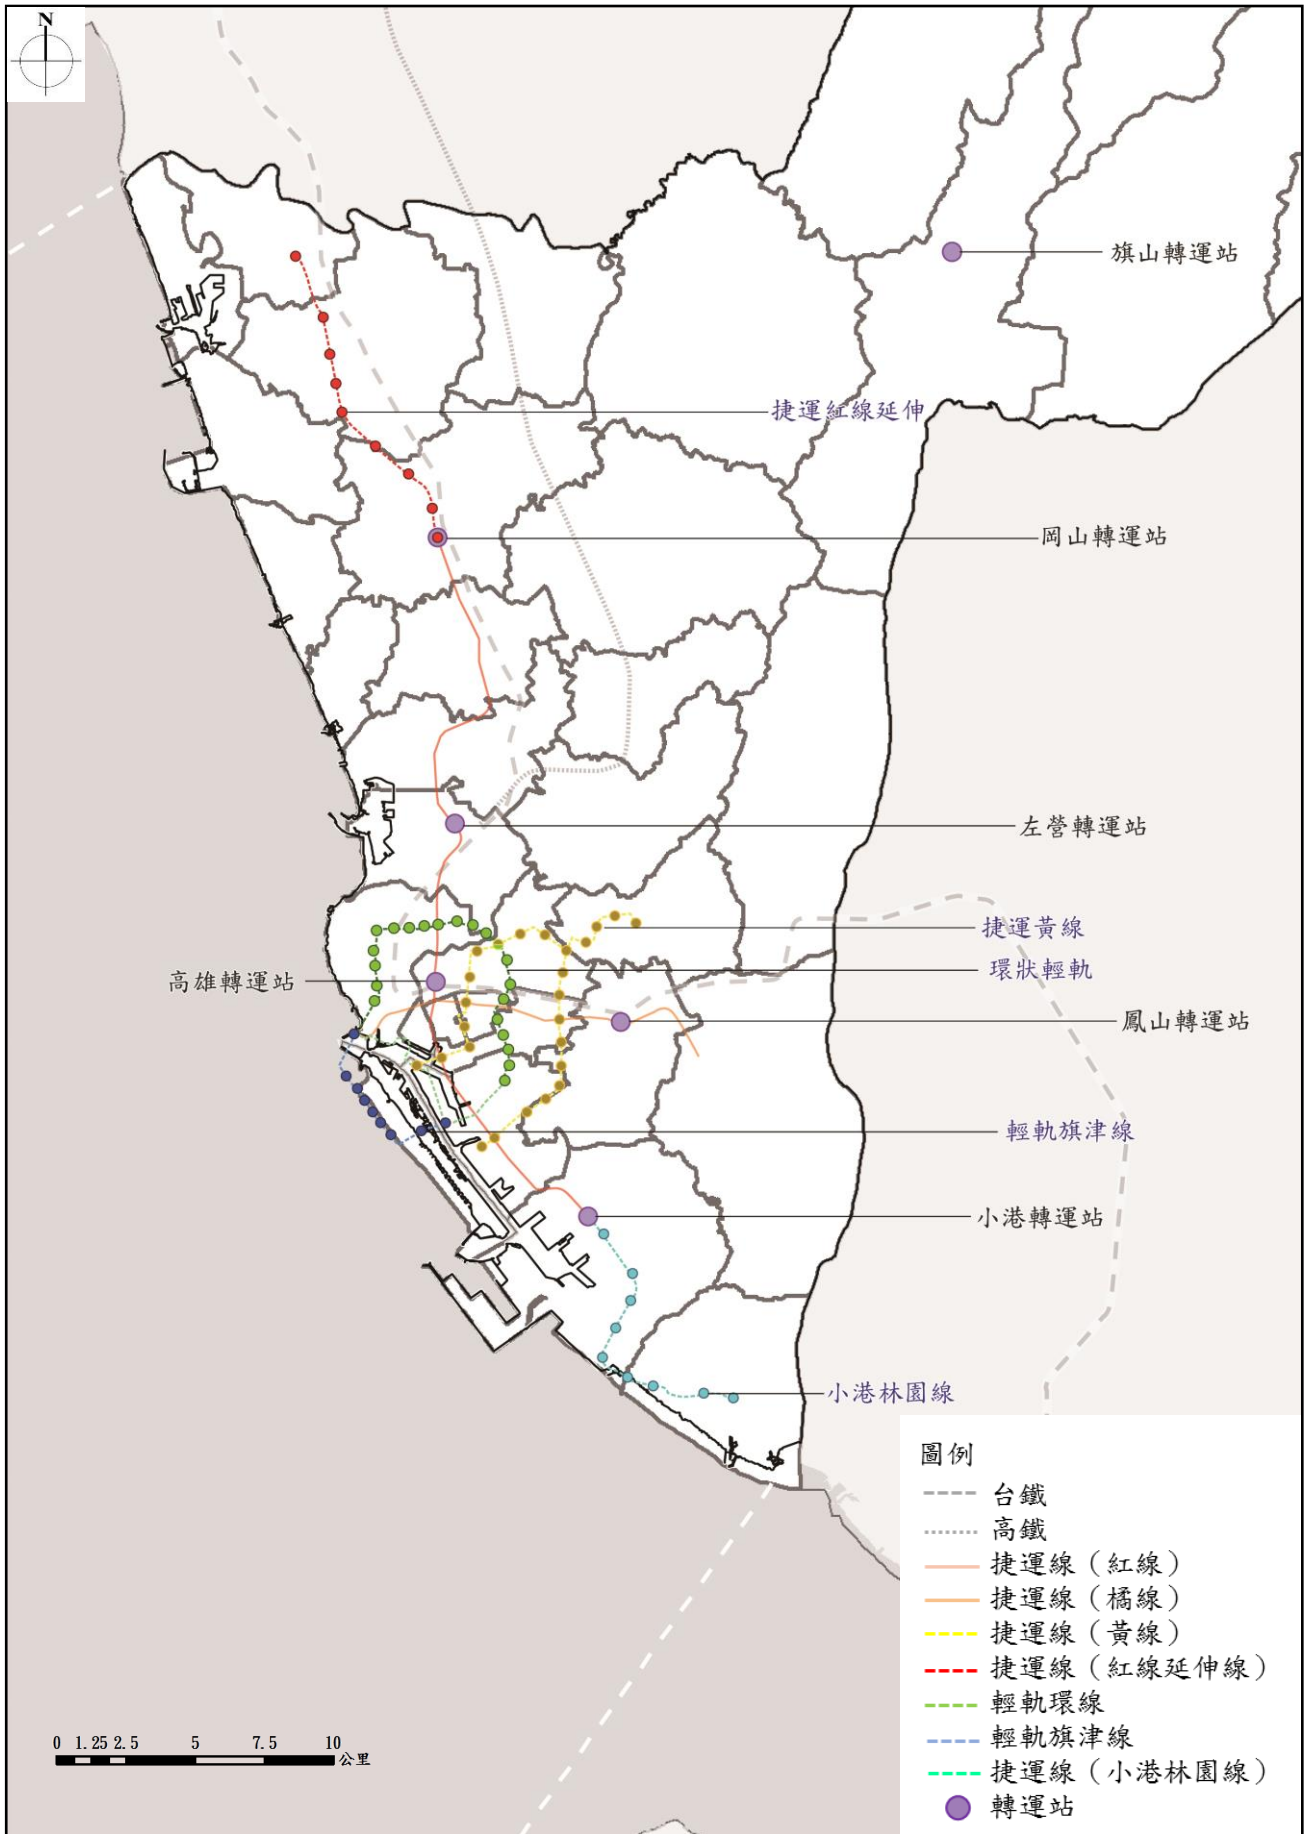 N
旗山轉運站
捷運紅線延伸
岡山轉運站
左營轉運站
捷運黃線
環狀輕軌
高雄轉運站
鳳山轉運站
輕軌旗津線
小港轉運站
小港林園線
圖例
台鐵
高鐵
捷運線（紅線）
捷運線（橘線）
捷運線（黃線）
捷運線（紅線延伸線）
輕軌環線
輕軌旗津線
捷運線（小港林園線）
轉運站
0 1.25 2.5 5 7.5 10
公里